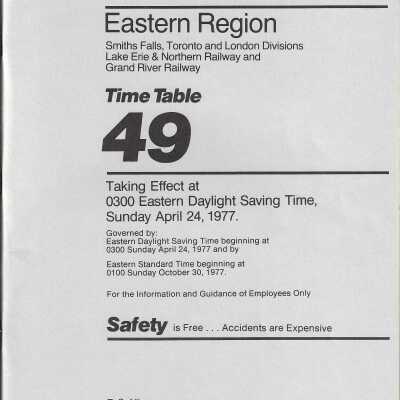 Eastern Region
Smiths Falls, Toronto and London Divisions
Lake Erie & Northern Railway and
Grand River Railway
Time Table
49
Taking Effect at
0300 Eastern Daylight Saving Time,
Sunday April 24, 1977.
Governed by:
Eastern Daylight Saving Time beginning at
0300 Sunday April 24, 1977 and by
Eastern Standard Time beginning at
0100 Sunday October 30, 1977.
For the Information and Guidance of Employees Only
Safety is Free . . . Accidents are Expensive